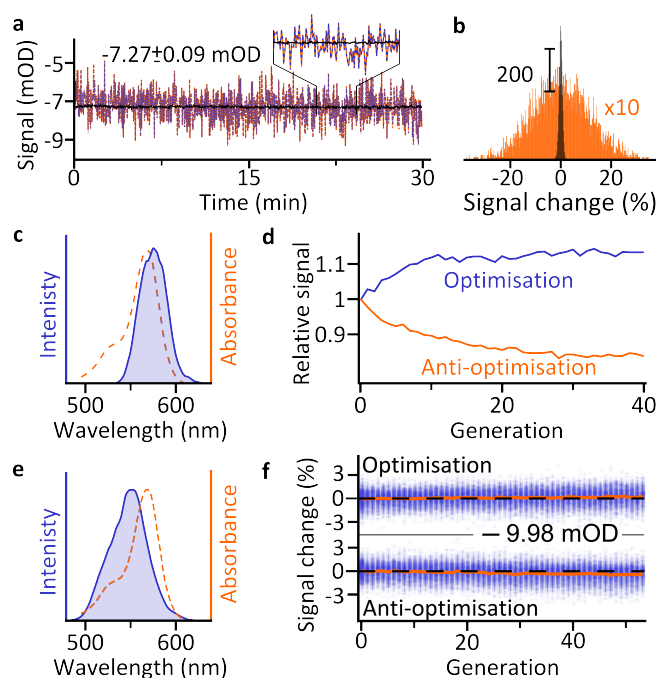 a
-7.27±0.09 mOD
Signal (mOD)
-5
-7
-9
0
15
30
Time (min)
b
200
x10
-20
0
20
Signal change (%)
c
Intenisty
Absorbance
500
600
Wavelength (nm)
d
Relative signal
1.1
1
0.9
Optimisation
Anti-optimisation
0
20
40
Generation
e
Intenisty
Absorbance
500
600
Wavelength (nm)
f
Signal change (%)
3
0
-3
3
0
-3
Optimisation
9.98 mOD
Anti-optimisation
0
20
40
Generation